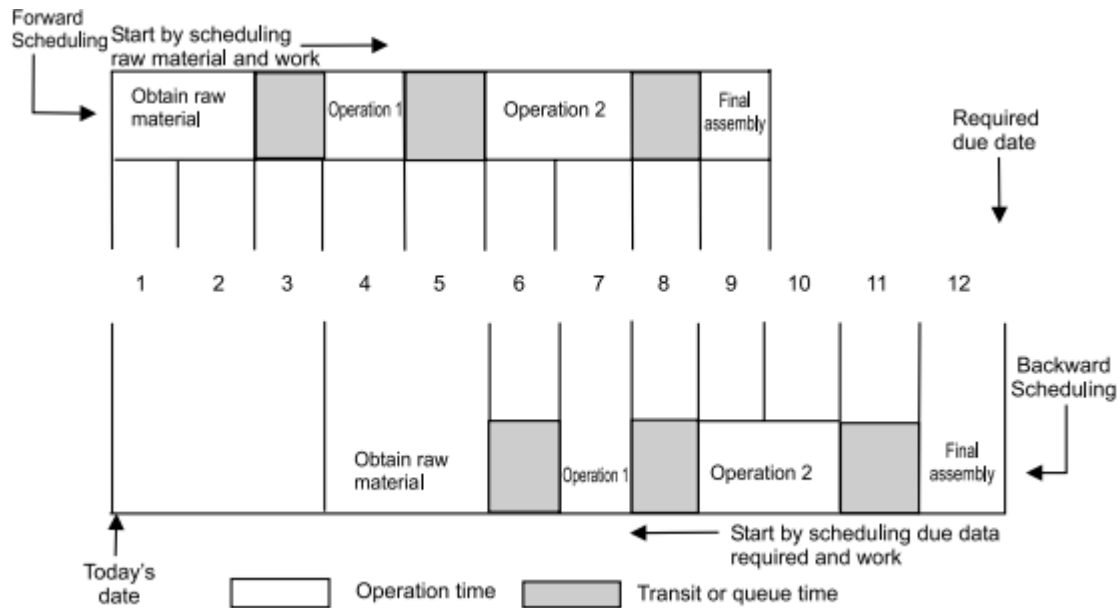 Forward
Scheduling
Start by scheduling
raw material and work
Obtain raw
material
Operation 1
Operation 2
Final
assembly
Required
due date
1 2 3 4 5 6 7 8 9 10 11 12
Backward
Scheduling
Obtain raw
material
Operation 1
Operation 2
Final
assembly
Start by scheduling due data
required and work
Today's
date
Operation time
Transit or queue time